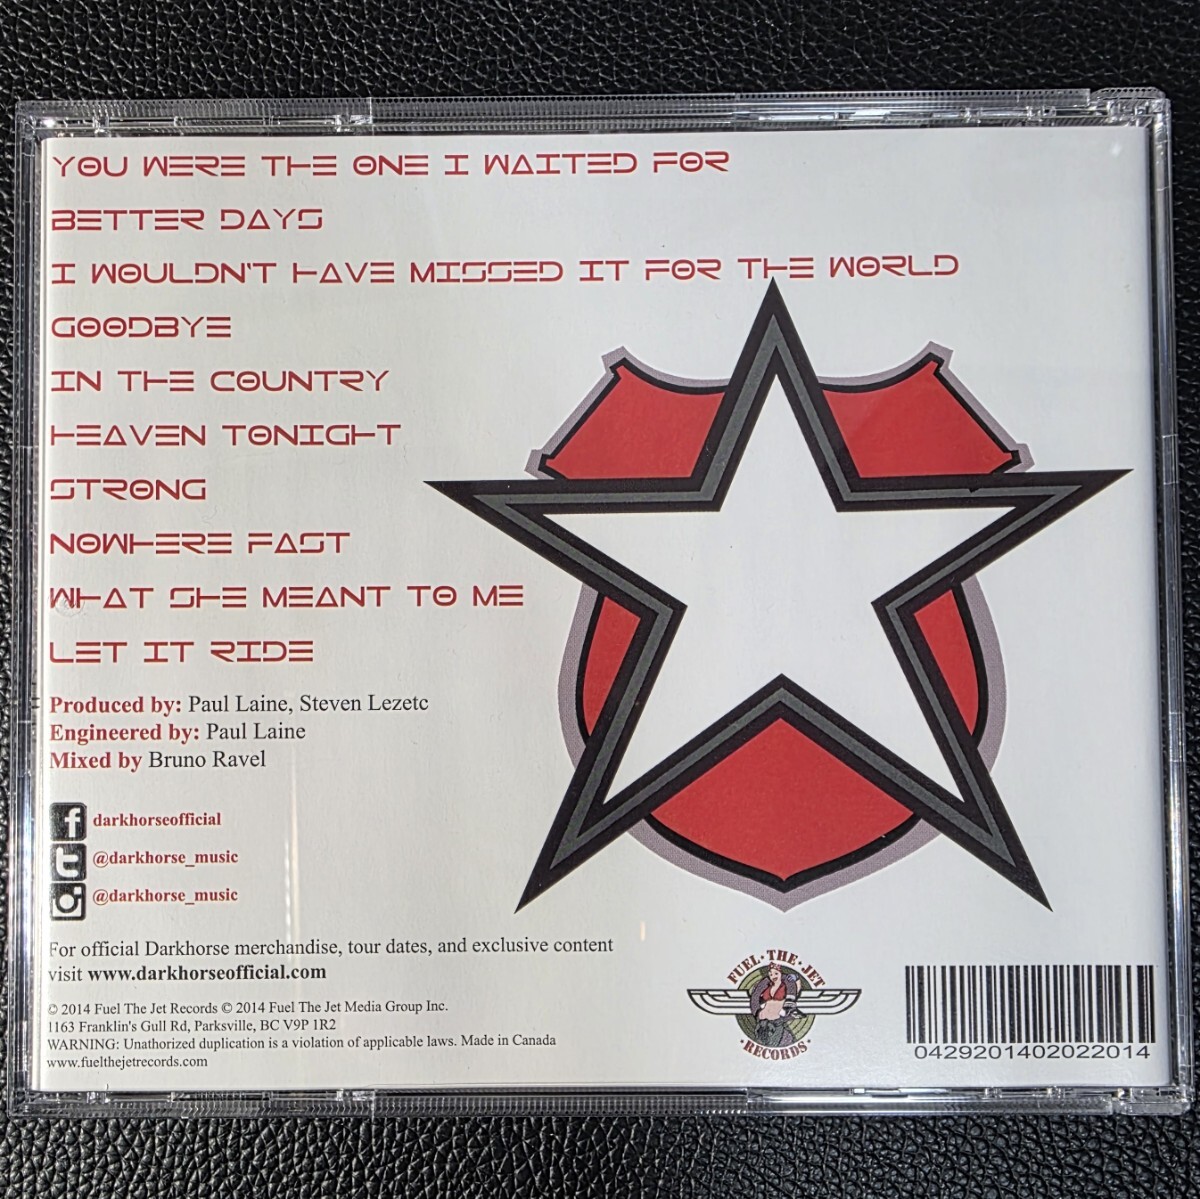 YOU WERE THE ONE I WAITED FOR
BETTER DAYS
I WOULDN'T HAVE MISSED IT FOR THE WORLD
GOODBYE
IN THE COUNTRY
HEAVEN TONIGHT
STRONG
NOWHERE FAST
WHAT SHE MEANT TO ME
LET IT RIDE
Produced by: Paul Laine, Steven Lezetc
Engineered by: Paul Laine
Mixed by Bruno Ravel
darkhorseofficial
@darkhorse_music
@darkhorse_music
For official Darkhorse merchandise, tour dates, and exclusive content
visit www.darkhorseofficial.com
© 2014 Fuel The Jet Records © 2014 Fuel The Jet Media Group Inc.
1163 Franklin's Gull Rd, Parksville, BC V9P 1R2
WARNING: Unathorized duplication is a violation of applicable laws. Made in Canada
www.fuelthejetrecords.com
FUEL·THE·JET
·RECORDS·
0429201402022014